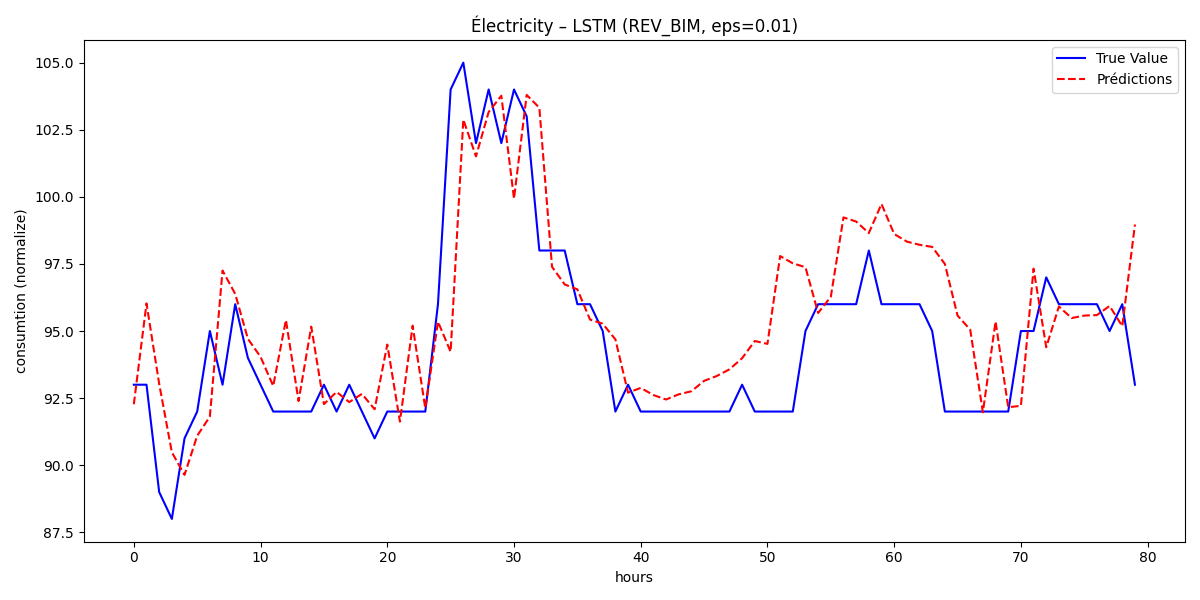 Électricity – LSTM (REV_BIM, eps=0.01)
True Value
Prédictions
consumtion (normalize)
105.0
102.5
100.0
97.5
95.0
92.5
90.0
87.5
0 10 20 30 40 50 60 70 80
hours